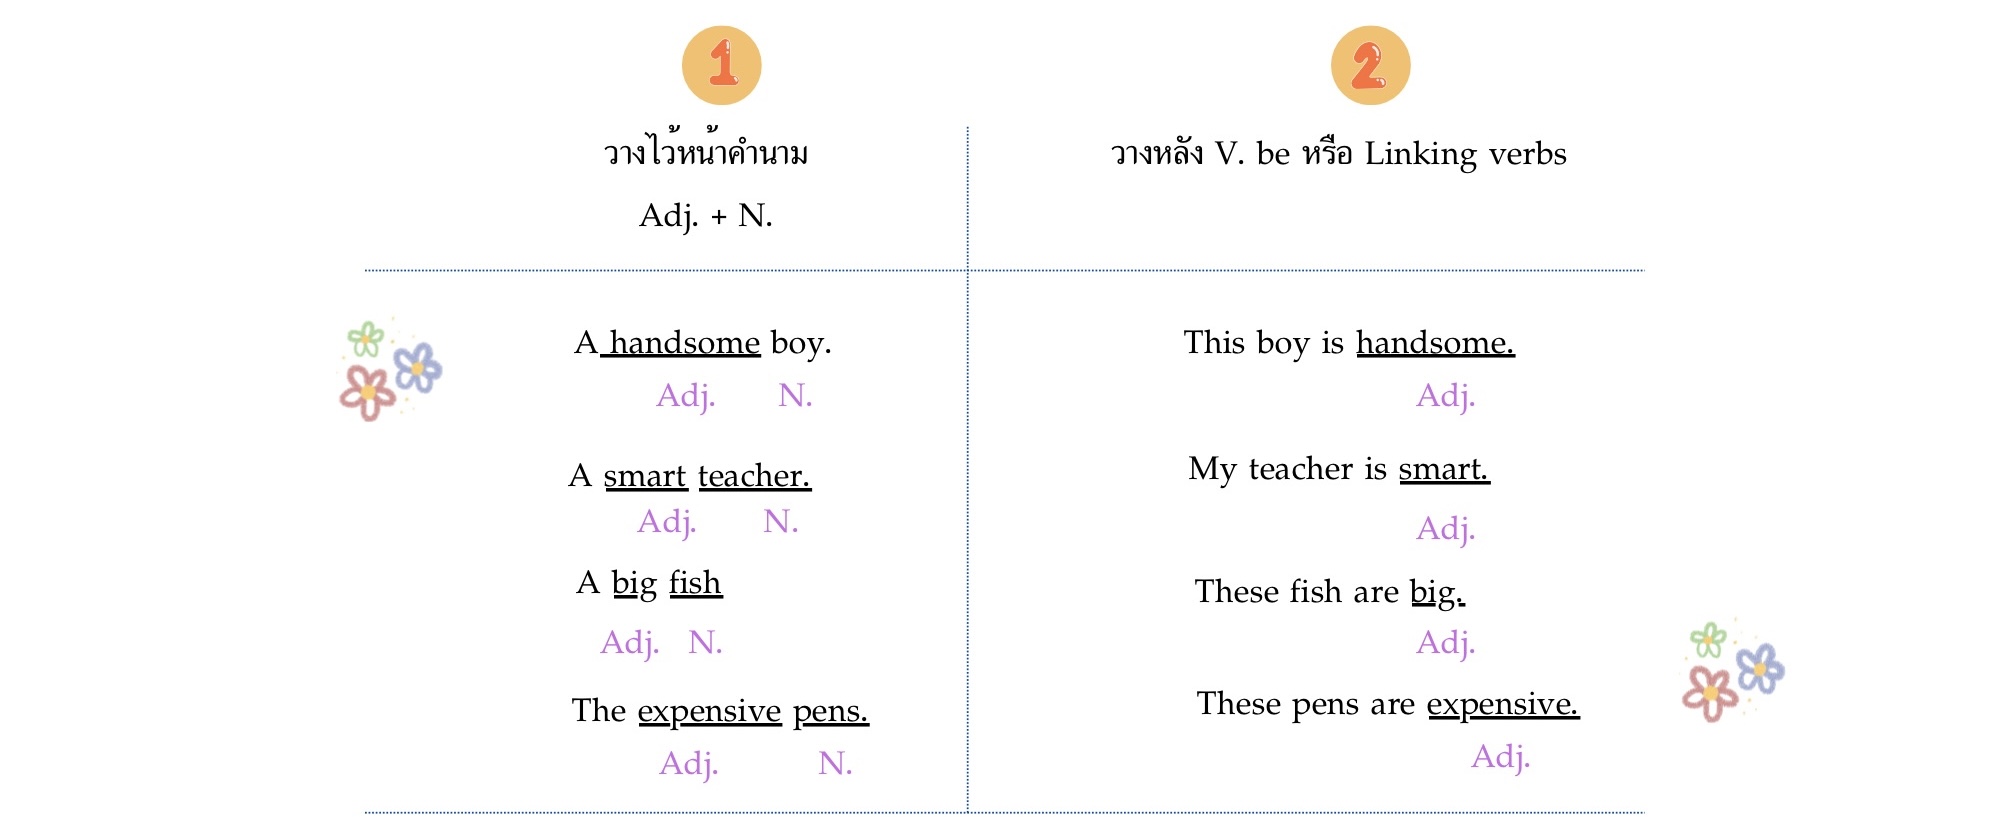 1
วางไว้หน้าคำนาม
Adj. + N.
A handsome boy.
Adj. N.
A smart teacher.
Adj. N.
A big fish
Adj. N.
The expensive pens.
Adj. N.
2
วางหลัง V. be หรือ Linking verbs
This boy is handsome.
Adj.
My teacher is smart.
Adj.
These fish are big.
Adj.
These pens are expensive.
Adj.